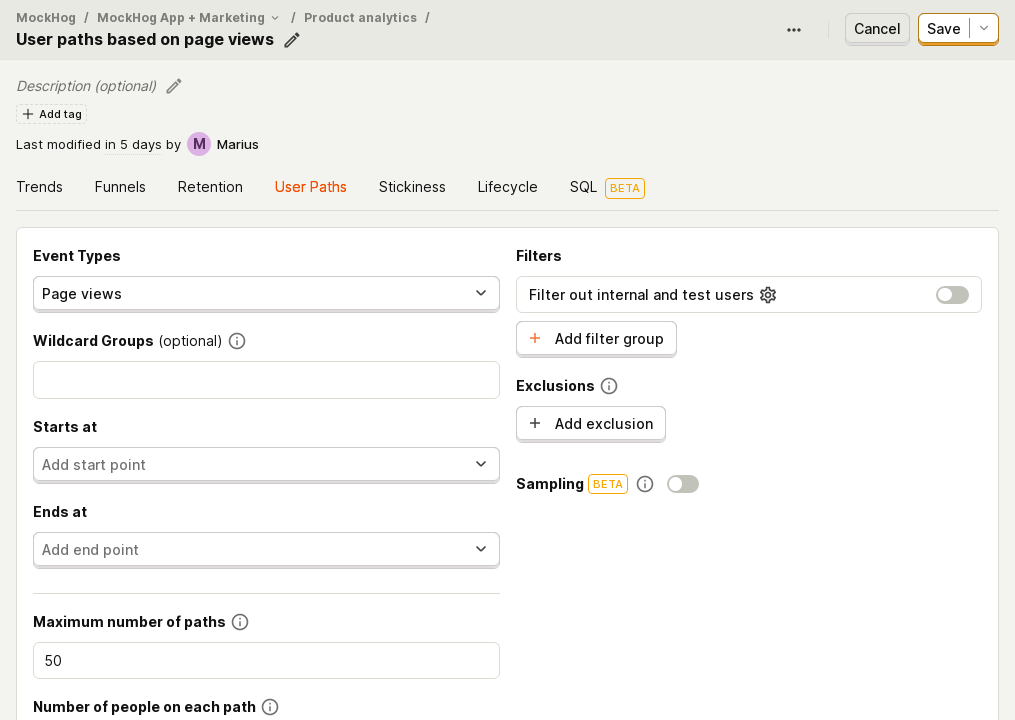 MockHog / MockHog App + Marketing / Product analytics /
User paths based on page views
Cancel
Save
Description (optional)
Add tag
Last modified in 5 days by M Marius
Trends Funnels Retention User Paths Stickiness Lifecycle SQL BETA
Event Types
Page views
Wildcard Groups (optional)
Starts at
Add start point
Ends at
Add end point
Maximum number of paths
50
Number of people on each path
Filters
Filter out internal and test users
Add filter group
Exclusions
Add exclusion
Sampling BETA